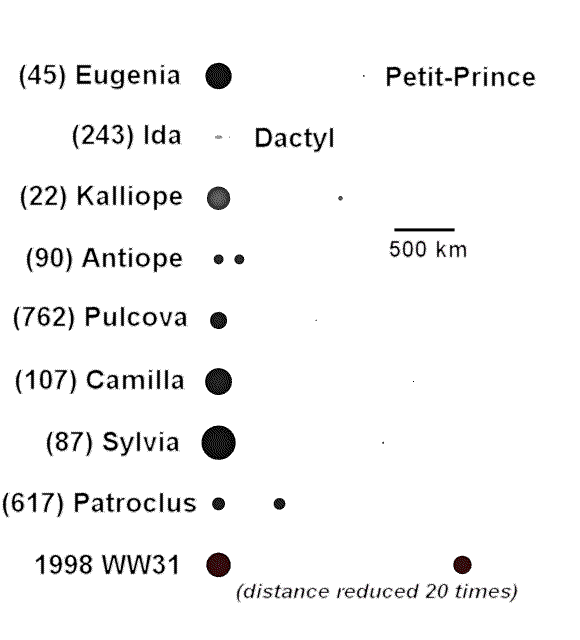 (45) Eugenia Petit-Prince
(243) Ida Dactyl
(22) Kalliope
500 km
(90) Antiope
(762) Pulcova
(107) Camilla
(87) Sylvia
(617) Patroclus
1998 WW31
(distance reduced 20 times)